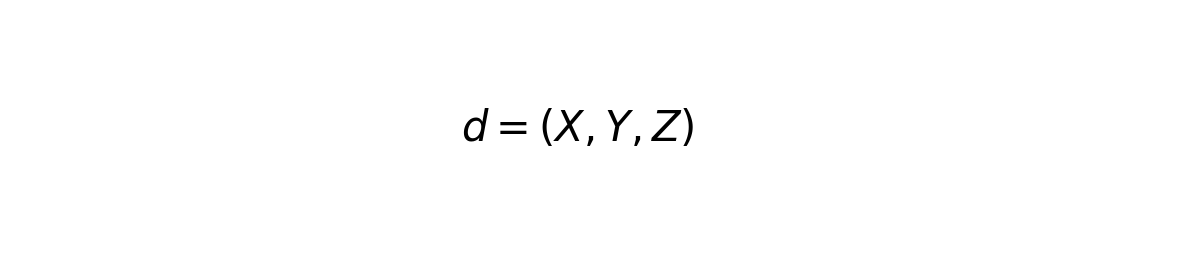 d = (X, Y, Z)